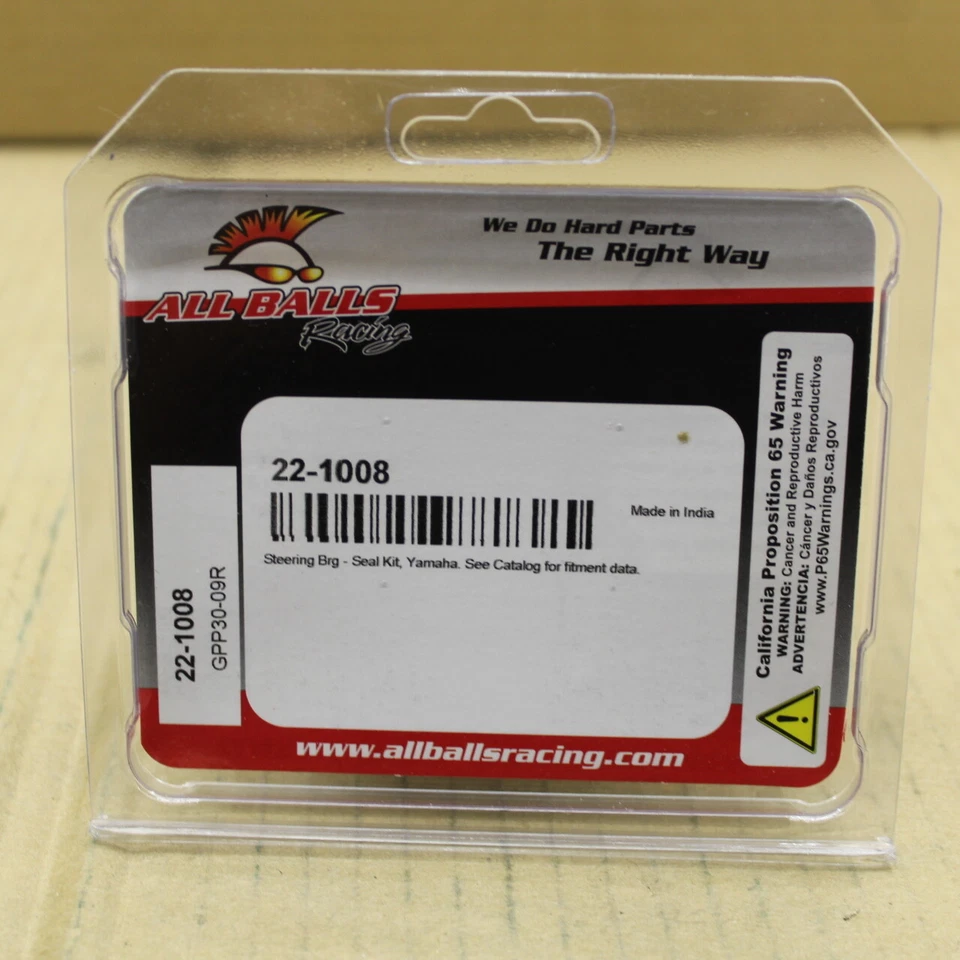 We Do Hard Parts
The Right Way
ALL BALLS
Racing
22-1008
Made in India
Steering Brg - Seal Kit, Yamaha. See Catalog for fitment data.
22-1008
GPP30-09R
California Proposition 65 Warning
WARNING: Cancer and Reproductive Harm
ADVERTENCIA: Cáncer y Daños Reproductivos
www.P65Warnings.ca.gov
www.allballsracing.com